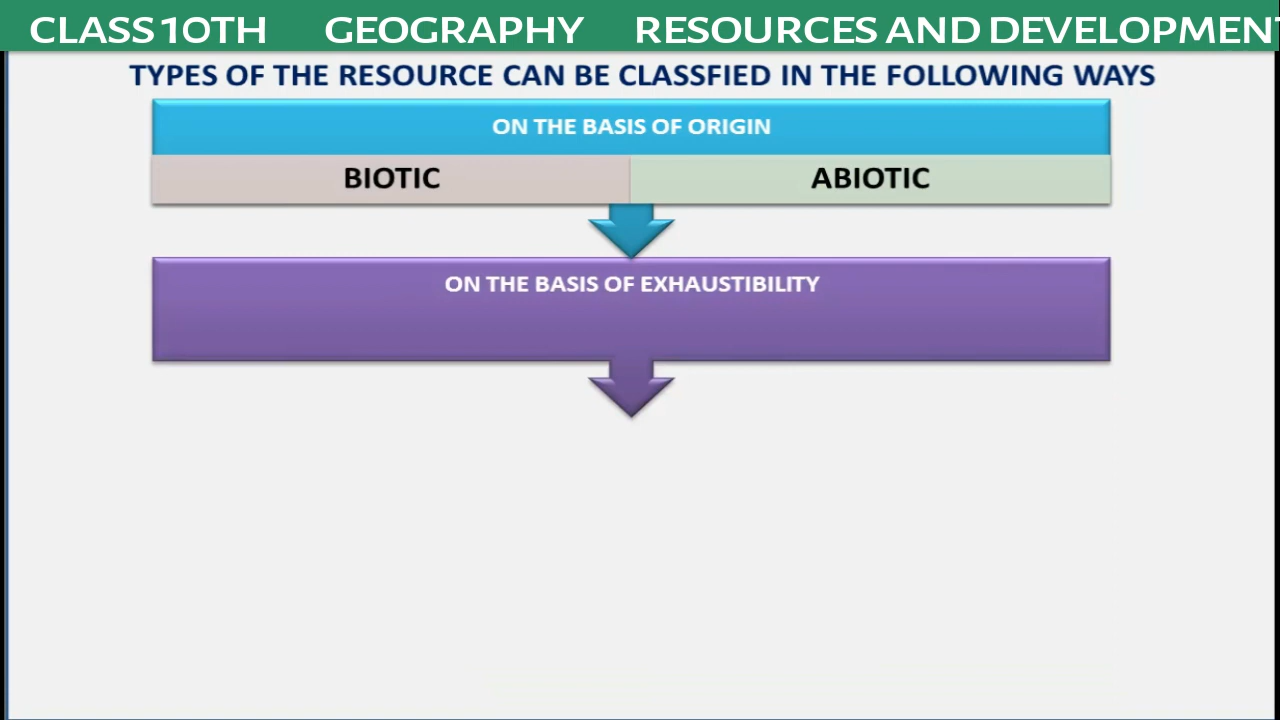 CLASS 10TH GEOGRAPHY RESOURCES AND DEVELOPMENT
TYPES OF THE RESOURCE CAN BE CLASSFIED IN THE FOLLOWING WAYS
ON THE BASIS OF ORIGIN
BIOTIC ABIOTIC
ON THE BASIS OF EXHAUSTIBILITY